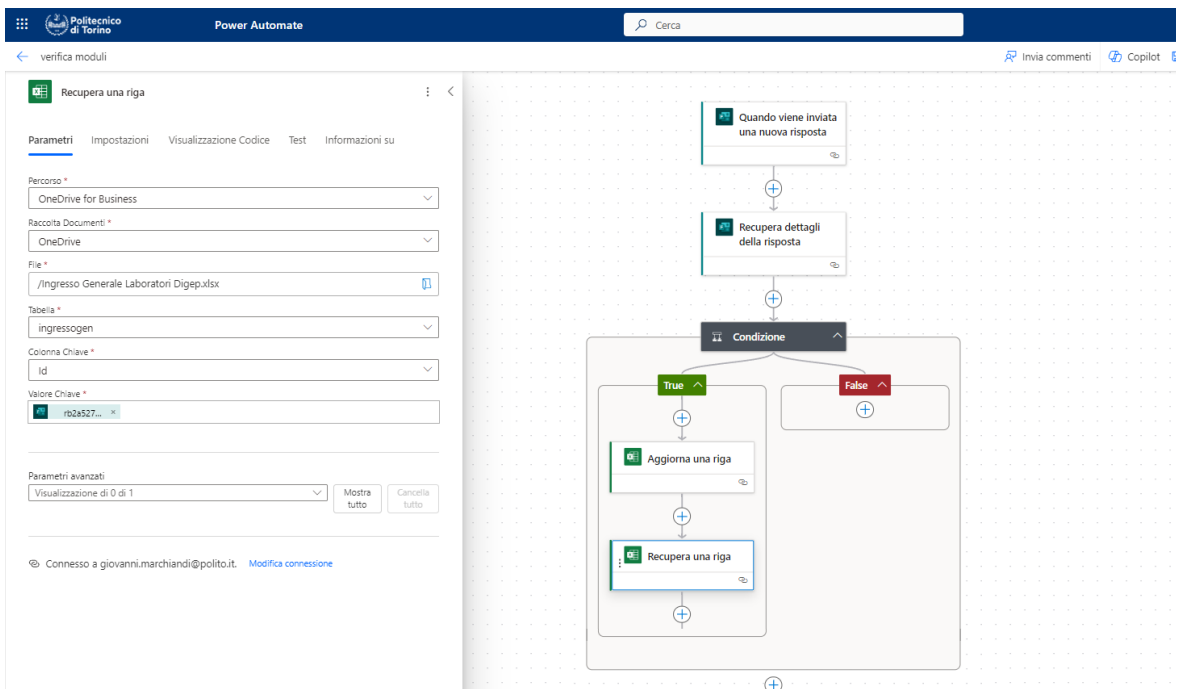 Politecnico
di Torino
Power Automate
Cerca
verifica moduli
Invia commenti
Copilot
Recupera una riga
Parametri Impostazioni Visualizzazione Codice Test Informazioni su
Percorso *
OneDrive for Business
Raccolta Documenti *
OneDrive
File *
/Ingresso Generale Laboratori Digep.xlsx
Tabella *
ingressogen
Colonna Chiave *
Id
Valore Chiave *
rb2a527... ×
Parametri avanzati
Visualizzazione di 0 di 1
Mostra
tutto
Cancella
tutto
Connesso a giovanni.marchiandi@polito.it. Modifica connessione
Quando viene inviata
una nuova risposta
Recupera dettagli
della risposta
Condizione
True
False
Aggiorna una riga
Recupera una riga